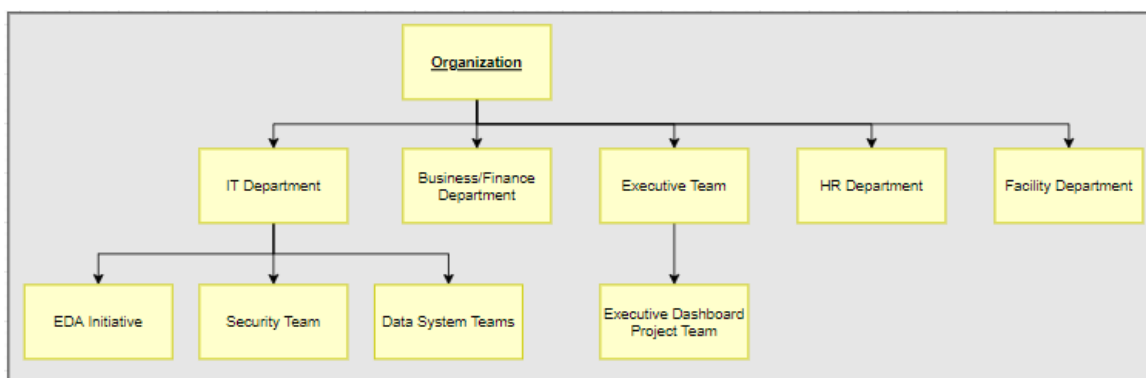 Organization
IT Department
Business/Finance
Department
Executive Team
HR Department
Facility Department
EDA Initiative
Security Team
Data System Teams
Executive Dashboard
Project Team